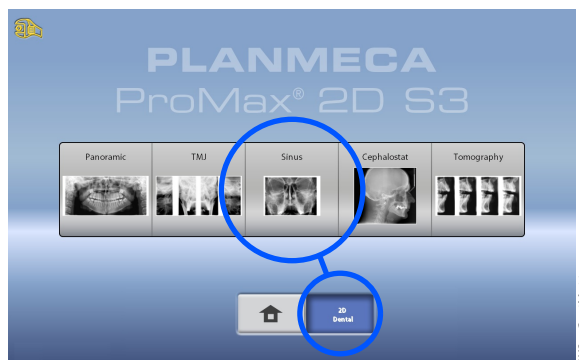 PLANMECA
ProMax® 2D S3
Panoramic
TMJ
Sinus
Cephalostat
Tomography
2D
Dental